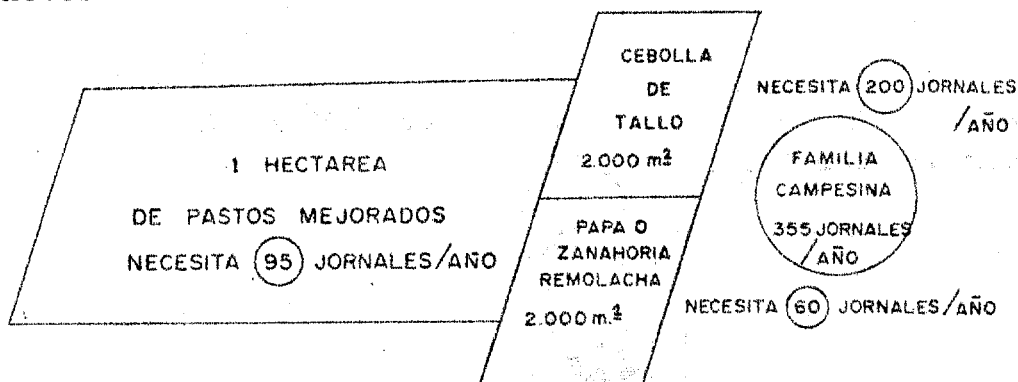 1 HECTAREA
DE PASTOS MEJORADOS
NECESITA 95 JORNALES/AÑO
CEBOLLA
DE
TALLO
2.000 m²
PAPA O
ZANAHORIA
REMOLACHA
2.000 m.²
NECESITA 200 JORNALES
/AÑO
FAMILIA
CAMPESINA
355 JORNALES
/AÑO
NECESITA 60 JORNALES/AÑO